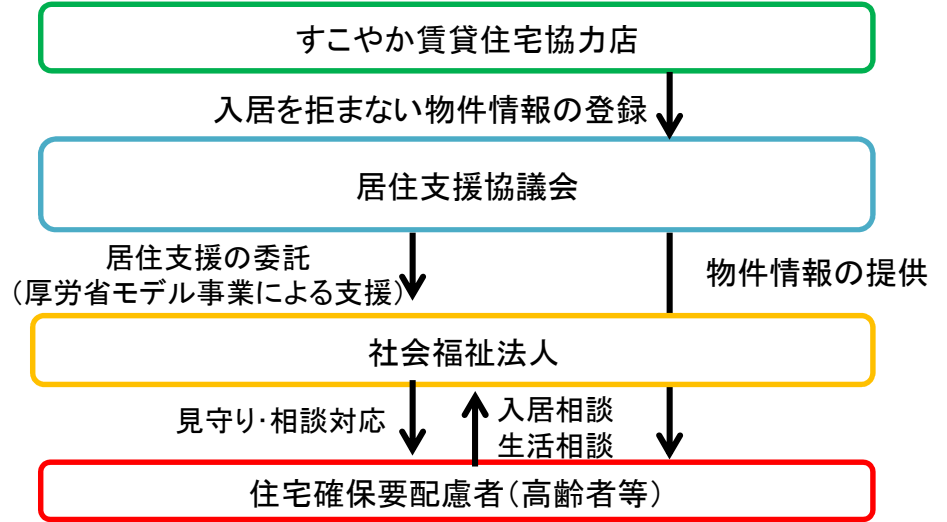 すこやか賃貸住宅協力店
入居を拒まない物件情報の登録
居住支援協議会
居住支援の委託
（厚労省モデル事業による支援）
物件情報の提供
社会福祉法人
見守り・相談対応
入居相談
生活相談
住宅確保要配慮者（高齢者等）